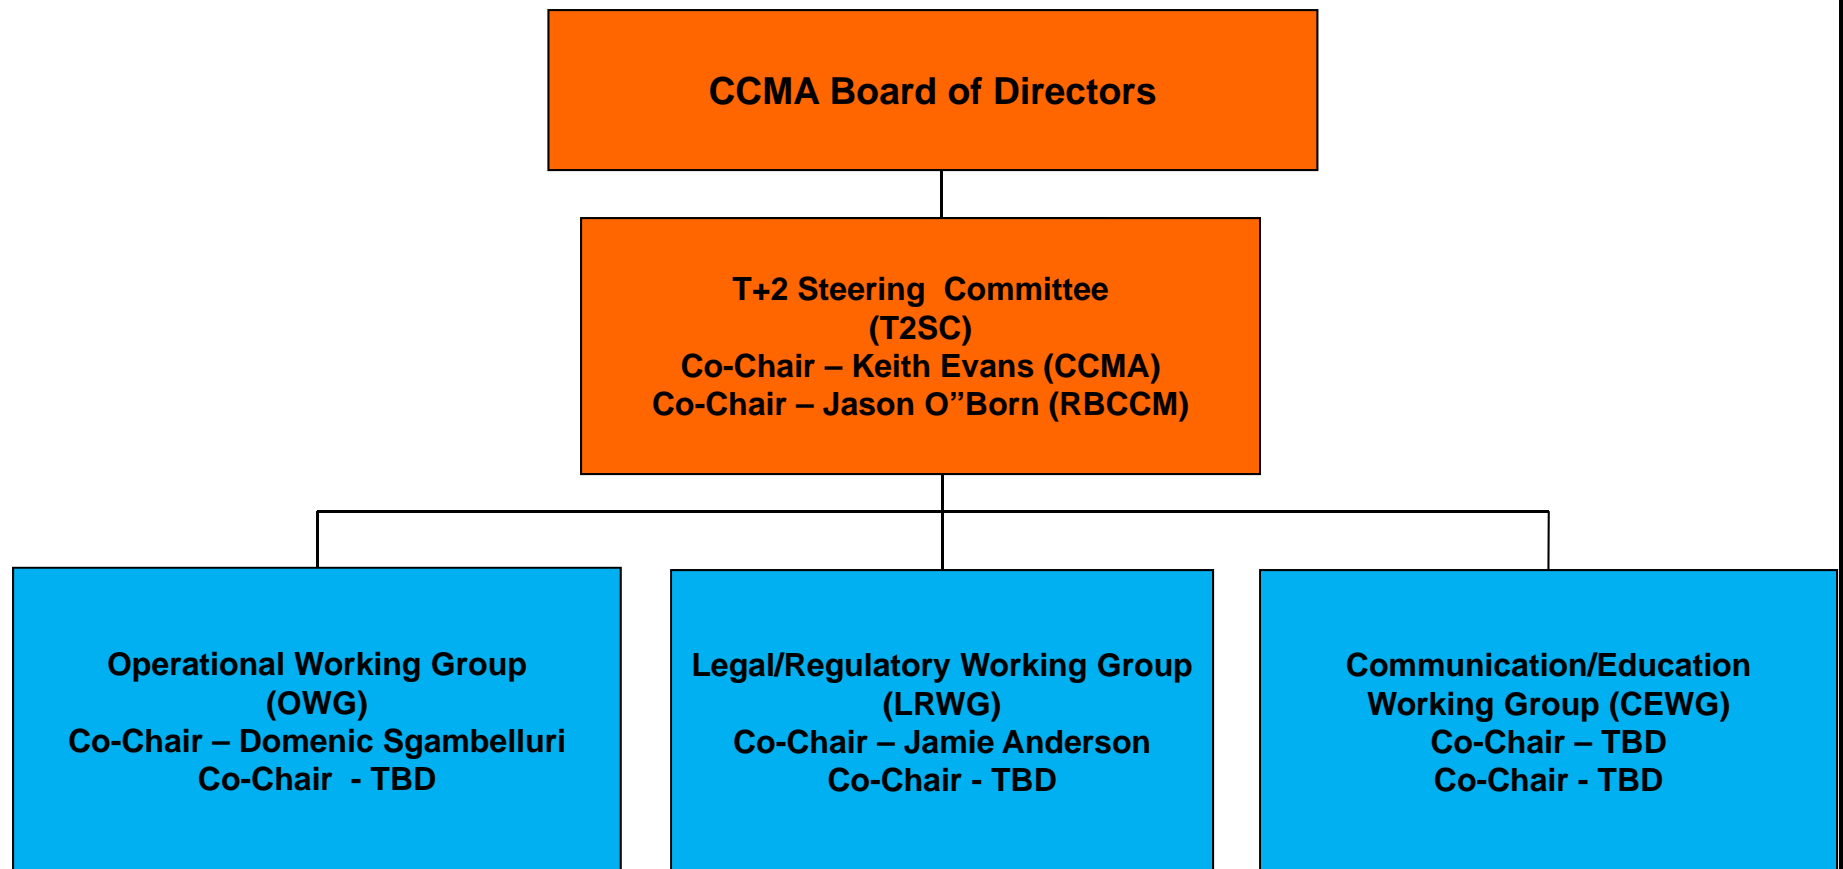 CCMA Board of Directors
T+2 Steering  Committee
(T2SC)
Co-Chair – Keith Evans (CCMA)
Co-Chair – Jason O”Born (RBCCM)
Operational Working Group
(OWG)
Co-Chair – Domenic Sgambelluri
Co-Chair  - TBD
Legal/Regulatory Working Group
(LRWG)
Co-Chair – Jamie Anderson
Co-Chair - TBD
Communication/Education
Working Group (CEWG)
Co-Chair – TBD
Co-Chair - TBD